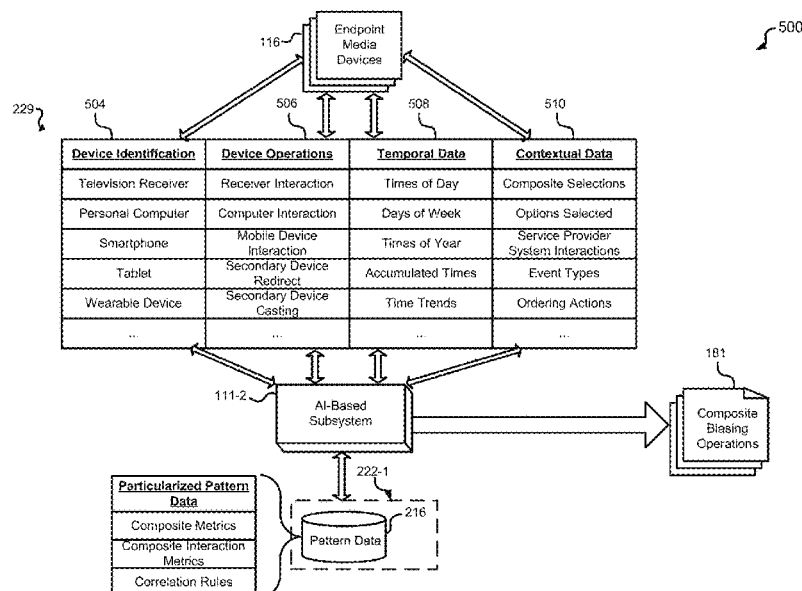 500
116
Endpoint
Media
Devices
229
504
506
508
510
Device Identification
Device Operations
Temporal Data
Contextual Data
Television Receiver
Receiver Interaction
Times of Day
Composite Selections
Personal Computer
Computer Interaction
Days of Week
Options Selected
Smartphone
Mobile Device
Interaction
Times of Year
Service Provider
System Interactions
Tablet
Secondary Device
Redirect
Accumulated Times
Event Types
Wearable Device
Secondary Device
Casting
Time Trends
Ordering Actions
...
...
...
...
111-2
AI-Based
Subsystem
181
Composite
Biasing
Operations
222-1
216
Pattern Data
Particularized Pattern
Data
Composite Metrics
Composite Interaction
Metrics
Correlation Rules